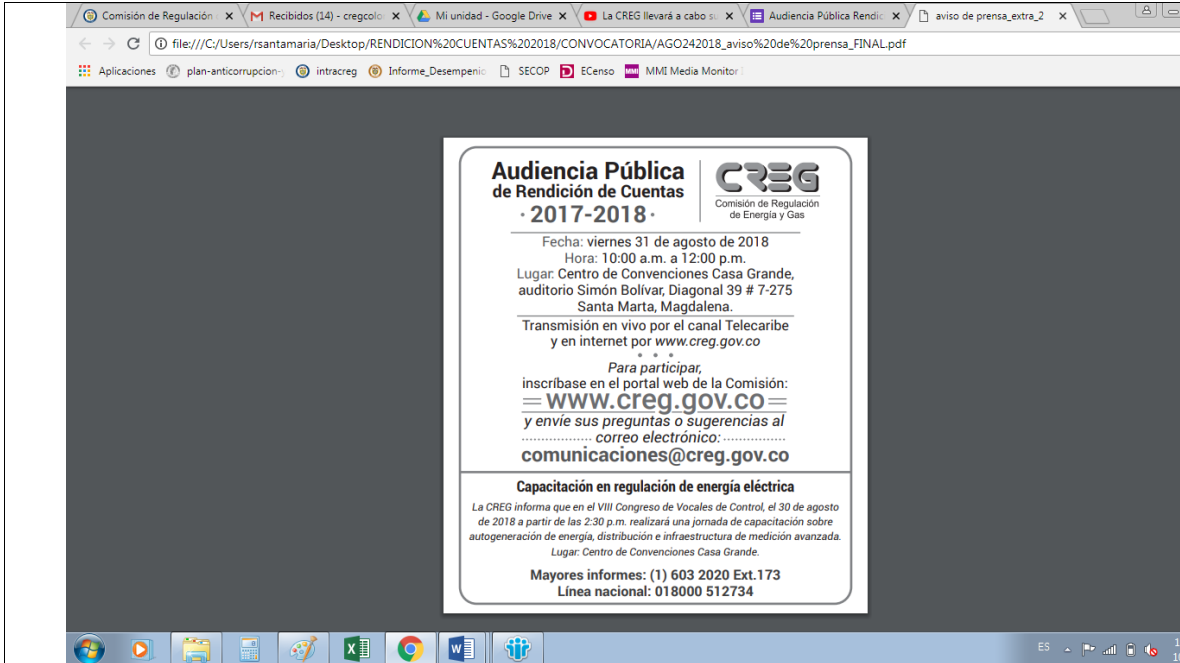 Comisión de Regulación
Recibidos (14) - cregcolo
Mi unidad - Google Drive
La CREG llevará a cabo su
Audiencia Pública Rendic
aviso de prensa_extra_2
file:///C:/Users/rsantamaria/Desktop/RENDICION%20CUENTAS%202018/CONVOCATORIA/AGO242018_aviso%20de%20prensa_FINAL.pdf
Aplicaciones
plan-anticorrupcion-
intracreg
Informe_Desempenio
SECOP
ECenso
MMI Media Monitor
Audiencia Pública
de Rendición de Cuentas
· 2017-2018 ·
CREG
Comisión de Regulación
de Energía y Gas
Fecha: viernes 31 de agosto de 2018
Hora: 10:00 a.m. a 12:00 p.m.
Lugar: Centro de Convenciones Casa Grande,
auditorio Simón Bolívar, Diagonal 39 # 7-275
Santa Marta, Magdalena.
Transmisión en vivo por el canal Telecaribe
y en internet por www.creg.gov.co
Para participar,
inscríbase en el portal web de la Comisión:
www.creg.gov.co
y envíe sus preguntas o sugerencias al
correo electrónico:
comunicaciones@creg.gov.co
Capacitación en regulación de energía eléctrica
La CREG informa que en el VIII Congreso de Vocales de Control, el 30 de agosto
de 2018 a partir de las 2:30 p.m. realizará una jornada de capacitación sobre
autogeneración de energía, distribución e infraestructura de medición avanzada.
Lugar: Centro de Convenciones Casa Grande.
Mayores informes: (1) 603 2020 Ext.173
Línea nacional: 018000 512734
ES